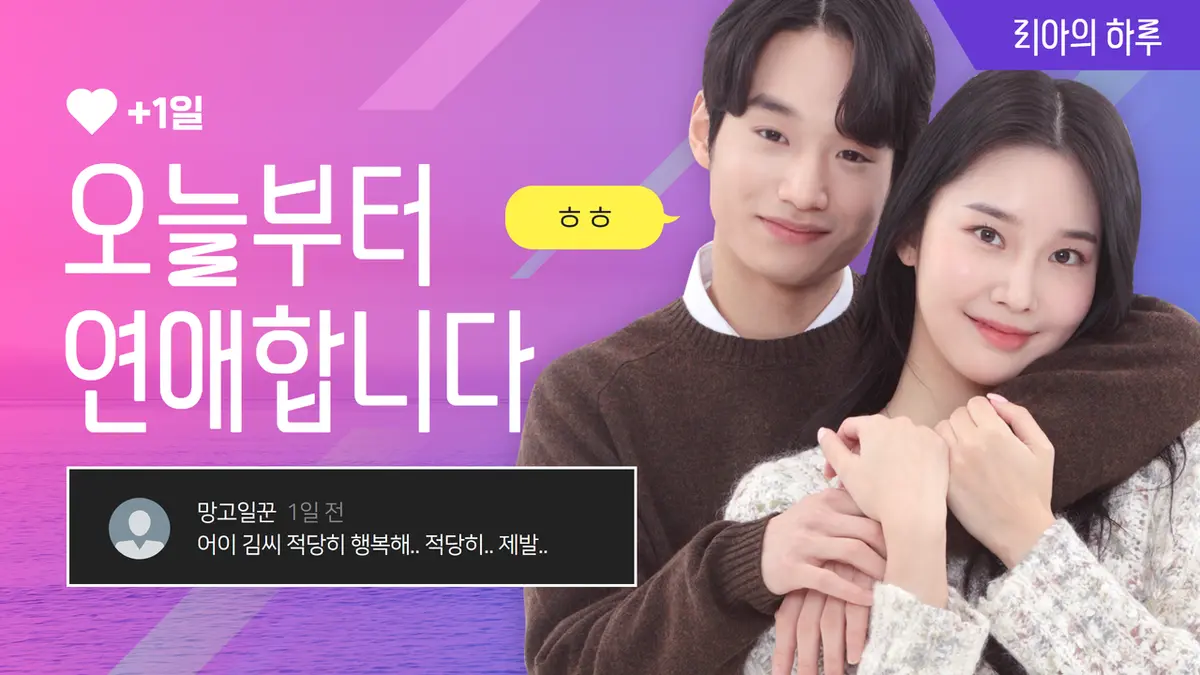 리아의 하루
+1일
오늘부터
연애합니다
ㅎㅎ
망고일꾼 1일 전
어이 김씨 적당히 행복해.. 적당히.. 제발..